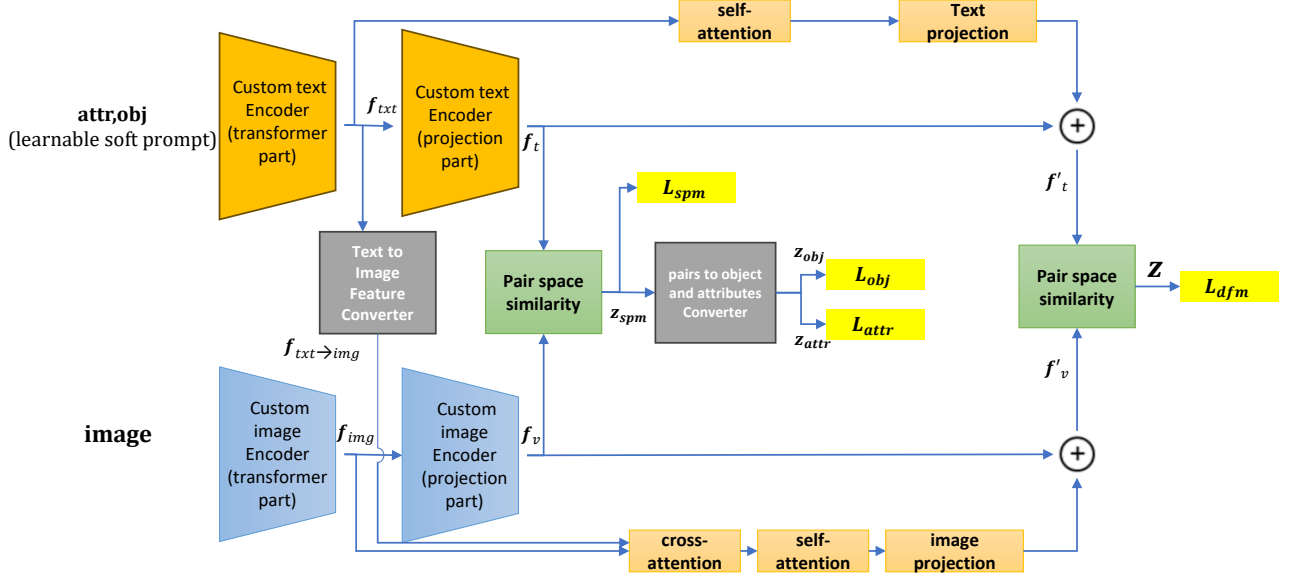 self-
attention
Text
projection
attr,obj
(learnable soft prompt)
Custom text
Encoder
(transformer
part)
f_txt
Custom text
Encoder
(projection
part)
f_t
+
L_spm
f'_t
Text to
Image
Feature
Converter
Pair space
similarity
z_spm
pairs to object
and attributes
Converter
z_obj
L_obj
z_attr
L_attr
Pair space
similarity
Z
L_dfm
f_txt→img
f'_v
image
Custom
image
Encoder
(transformer
part)
f_img
Custom
image
Encoder
(projection
part)
f_v
+
cross-
attention
self-
attention
image
projection